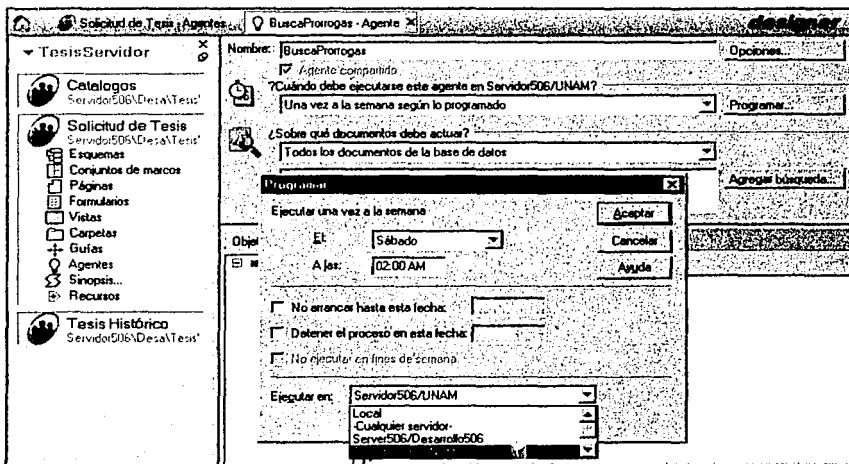 Solicitud de Tesis - Agentes...
BuscaProrrogas - Agente
designer
TesisServidor
Catalogos
Servidor506\Desa\Tesis'
Solicitud de Tesis
Servidor506\Desa\Tesis'
Esquemas
Conjuntos de marcos
Páginas
Formularios
Vistas
Carpetas
Guías
Agentes
Sinopsis...
Recursos
Tesis Histórico
Servidor506\Desa\Tesis'
Nombre: BuscaProrrogas
Opciones...
Agente compartido
?Cuándo debe ejecutarse este agente en Servidor506/UNAM?
Una vez a la semana según lo programado
Programar...
¿Sobre qué documentos debe actuar?
Todos los documentos de la base de datos
Agregar búsqueda...
Objet
Programar
Ejecutar una vez a la semana
Aceptar
El: Sábado
Cancelar
A las: 02:00 AM
Ayuda
No arrancar hasta esta fecha:
Detener el proceso en esta fecha:
No ejecutar en fines de semana
Ejecutar en: Servidor506/UNAM
Local
-Cualquier servidor-
Server506/Desarrollo506